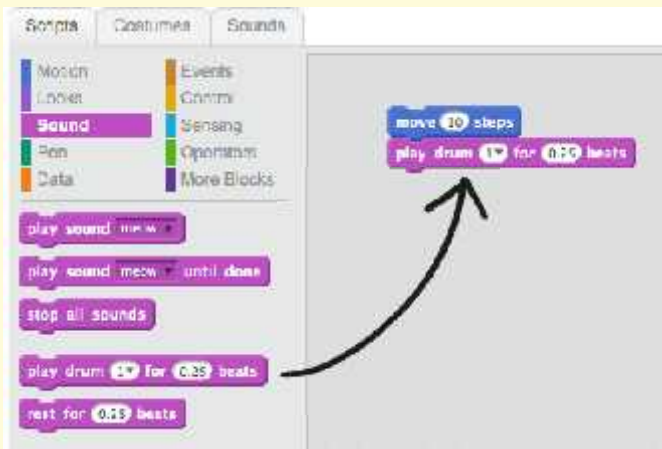 Scripts Costumes Sounds
Motion Events
Looks Control
Sound Sensing
Pen Operators
Data More Blocks
play sound meow
play sound meow until done
stop all sounds
play drum 1 for 0.25 beats
rest for 0.25 beats
move 10 steps
play drum 1 for 0.25 beats